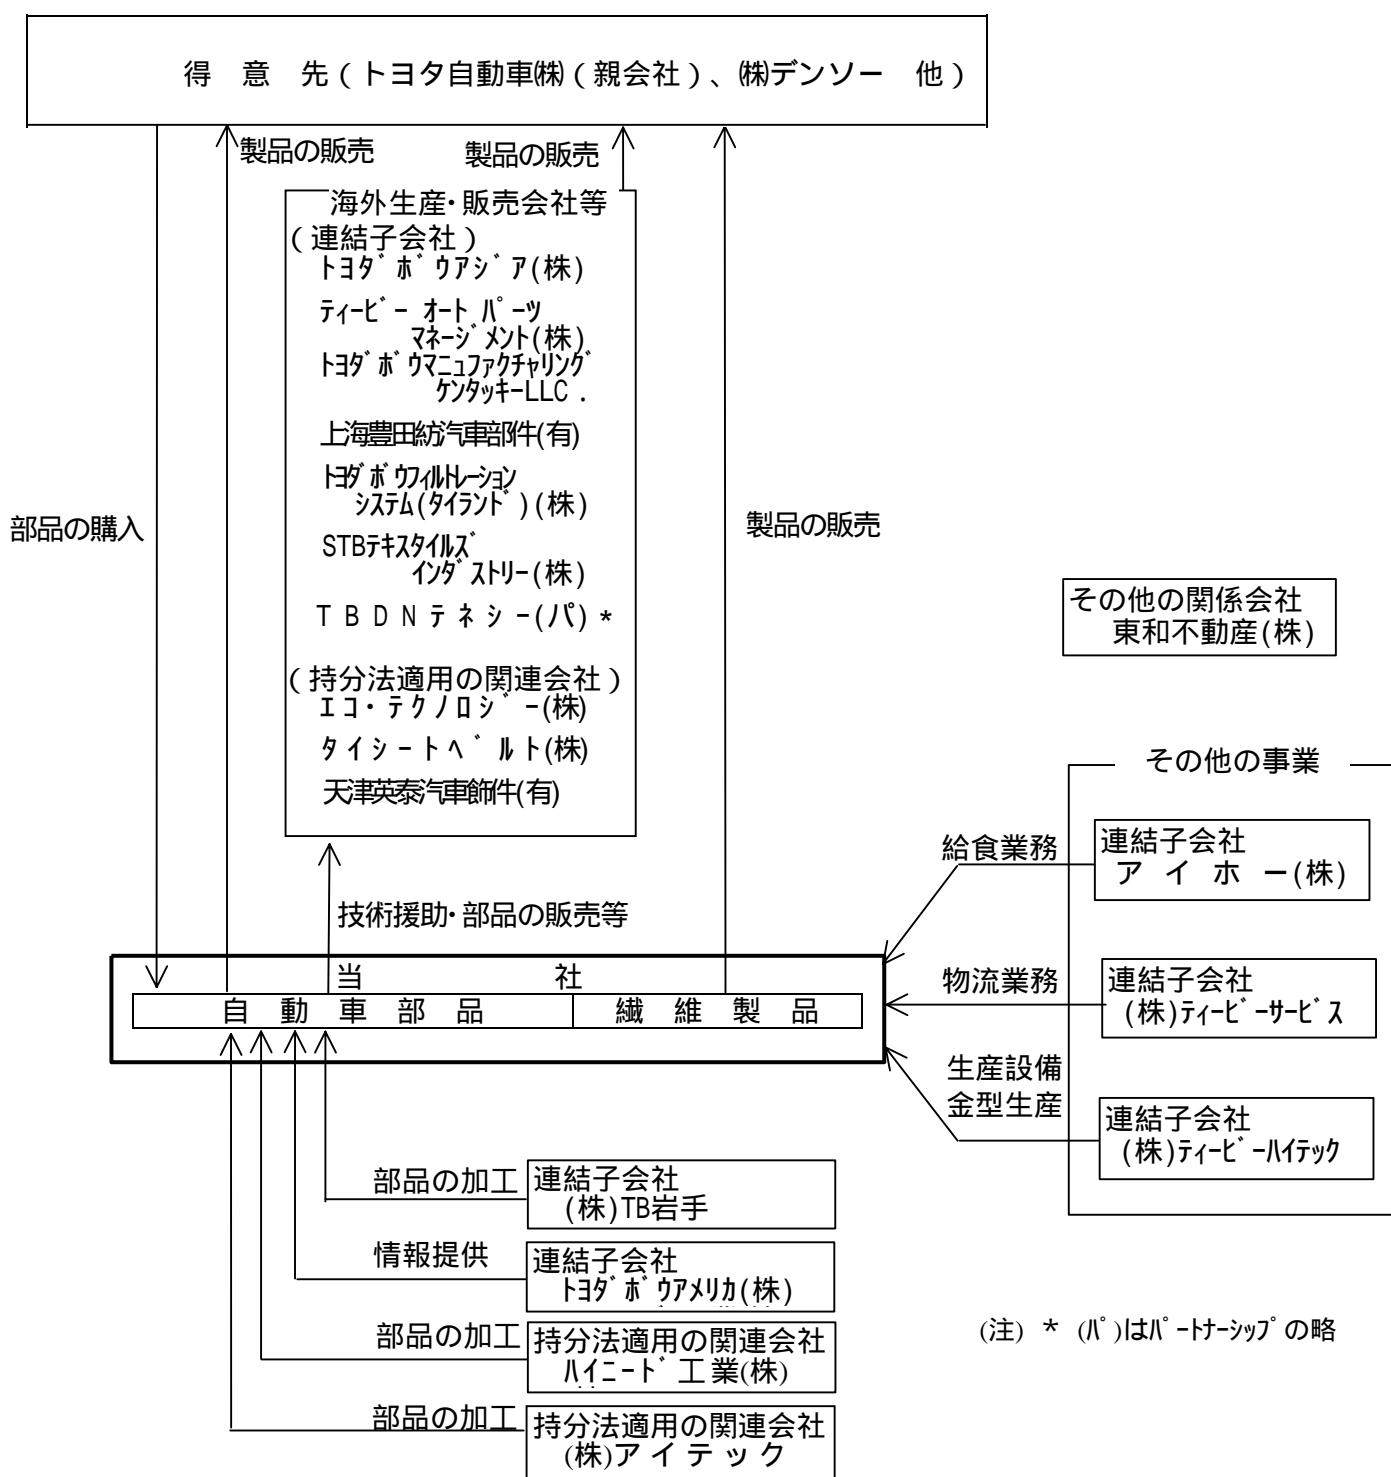 得 意 先 (トヨタ自動車㈱ (親会社)、㈱デンソー 他)
製品の販売
製品の販売
海外生産・販売会社等
(連結子会社)
トヨダボウアジア(株)
ティービー オートパーツ
マネージメント(株)
トヨダボウマニュファクチャリング
ケンタッキーLLC.
上海豊田紡汽車部件(有)
トヨダボウフィルトレーション
システム(タイランド)(株)
部品の購入
製品の販売
STBテキスタイルズ
インダストリー(株)
TBDNテネシー(パ)*
その他の関係会社
東和不動産(株)
(持分法適用の関連会社)
エコ・テクノロジー(株)
タイシートベルト(株)
天津英泰汽車飾件(有)
その他の事業
給食業務
連結子会社
アイホー(株)
技術援助・部品の販売等
当 社
自動車部品
繊維製品
物流業務
連結子会社
(株)ティービーサービス
生産設備
金型生産
連結子会社
(株)ティービーハイテック
部品の加工
連結子会社
(株)TB岩手
情報提供
連結子会社
トヨダボウアメリカ(株)
部品の加工
持分法適用の関連会社
ハイニード工業(株)
(注) * (パ)はパートナーシップの略
部品の加工
持分法適用の関連会社
(株)アイテック